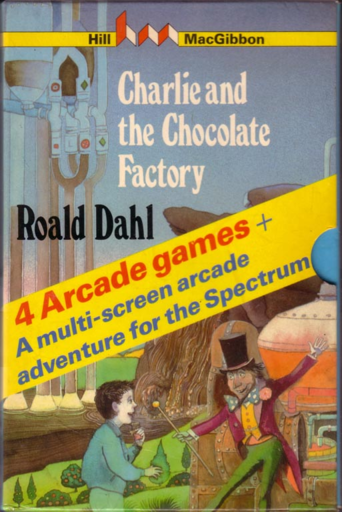 Hill MacGibbon
Charlie and
the Chocolate
Factory
Roald Dahl
4 Arcade games +
A multi-screen arcade
adventure for the Spectrum